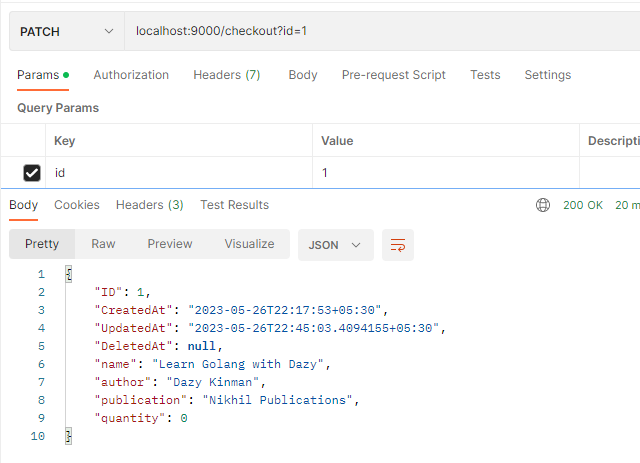 PATCH localhost:9000/checkout?id=1
Params Authorization Headers (7) Body Pre-request Script Tests Settings
Query Params
Key Value Descripti
id 1
Body Cookies Headers (3) Test Results 200 OK 20 m
Pretty Raw Preview Visualize JSON
1 {
2 "ID": 1,
3 "CreatedAt": "2023-05-26T22:17:53+05:30",
4 "UpdatedAt": "2023-05-26T22:45:03.4094155+05:30",
5 "DeletedAt": null,
6 "name": "Learn Golang with Dazy",
7 "author": "Dazy Kinman",
8 "publication": "Nikhil Publications",
9 "quantity": 0
10 }